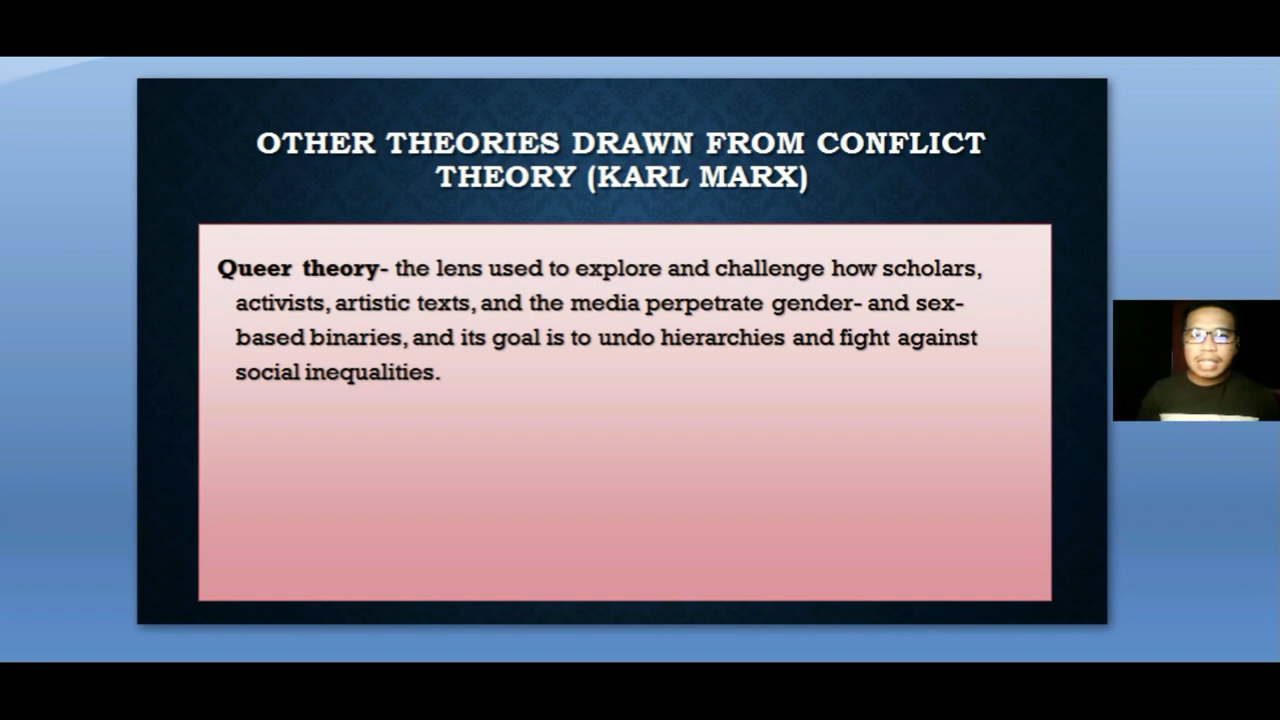 OTHER THEORIES DRAWN FROM CONFLICT
THEORY (KARL MARX)
Queer theory- the lens used to explore and challenge how scholars,
activists, artistic texts, and the media perpetrate gender- and sex-
based binaries, and its goal is to undo hierarchies and fight against
social inequalities.